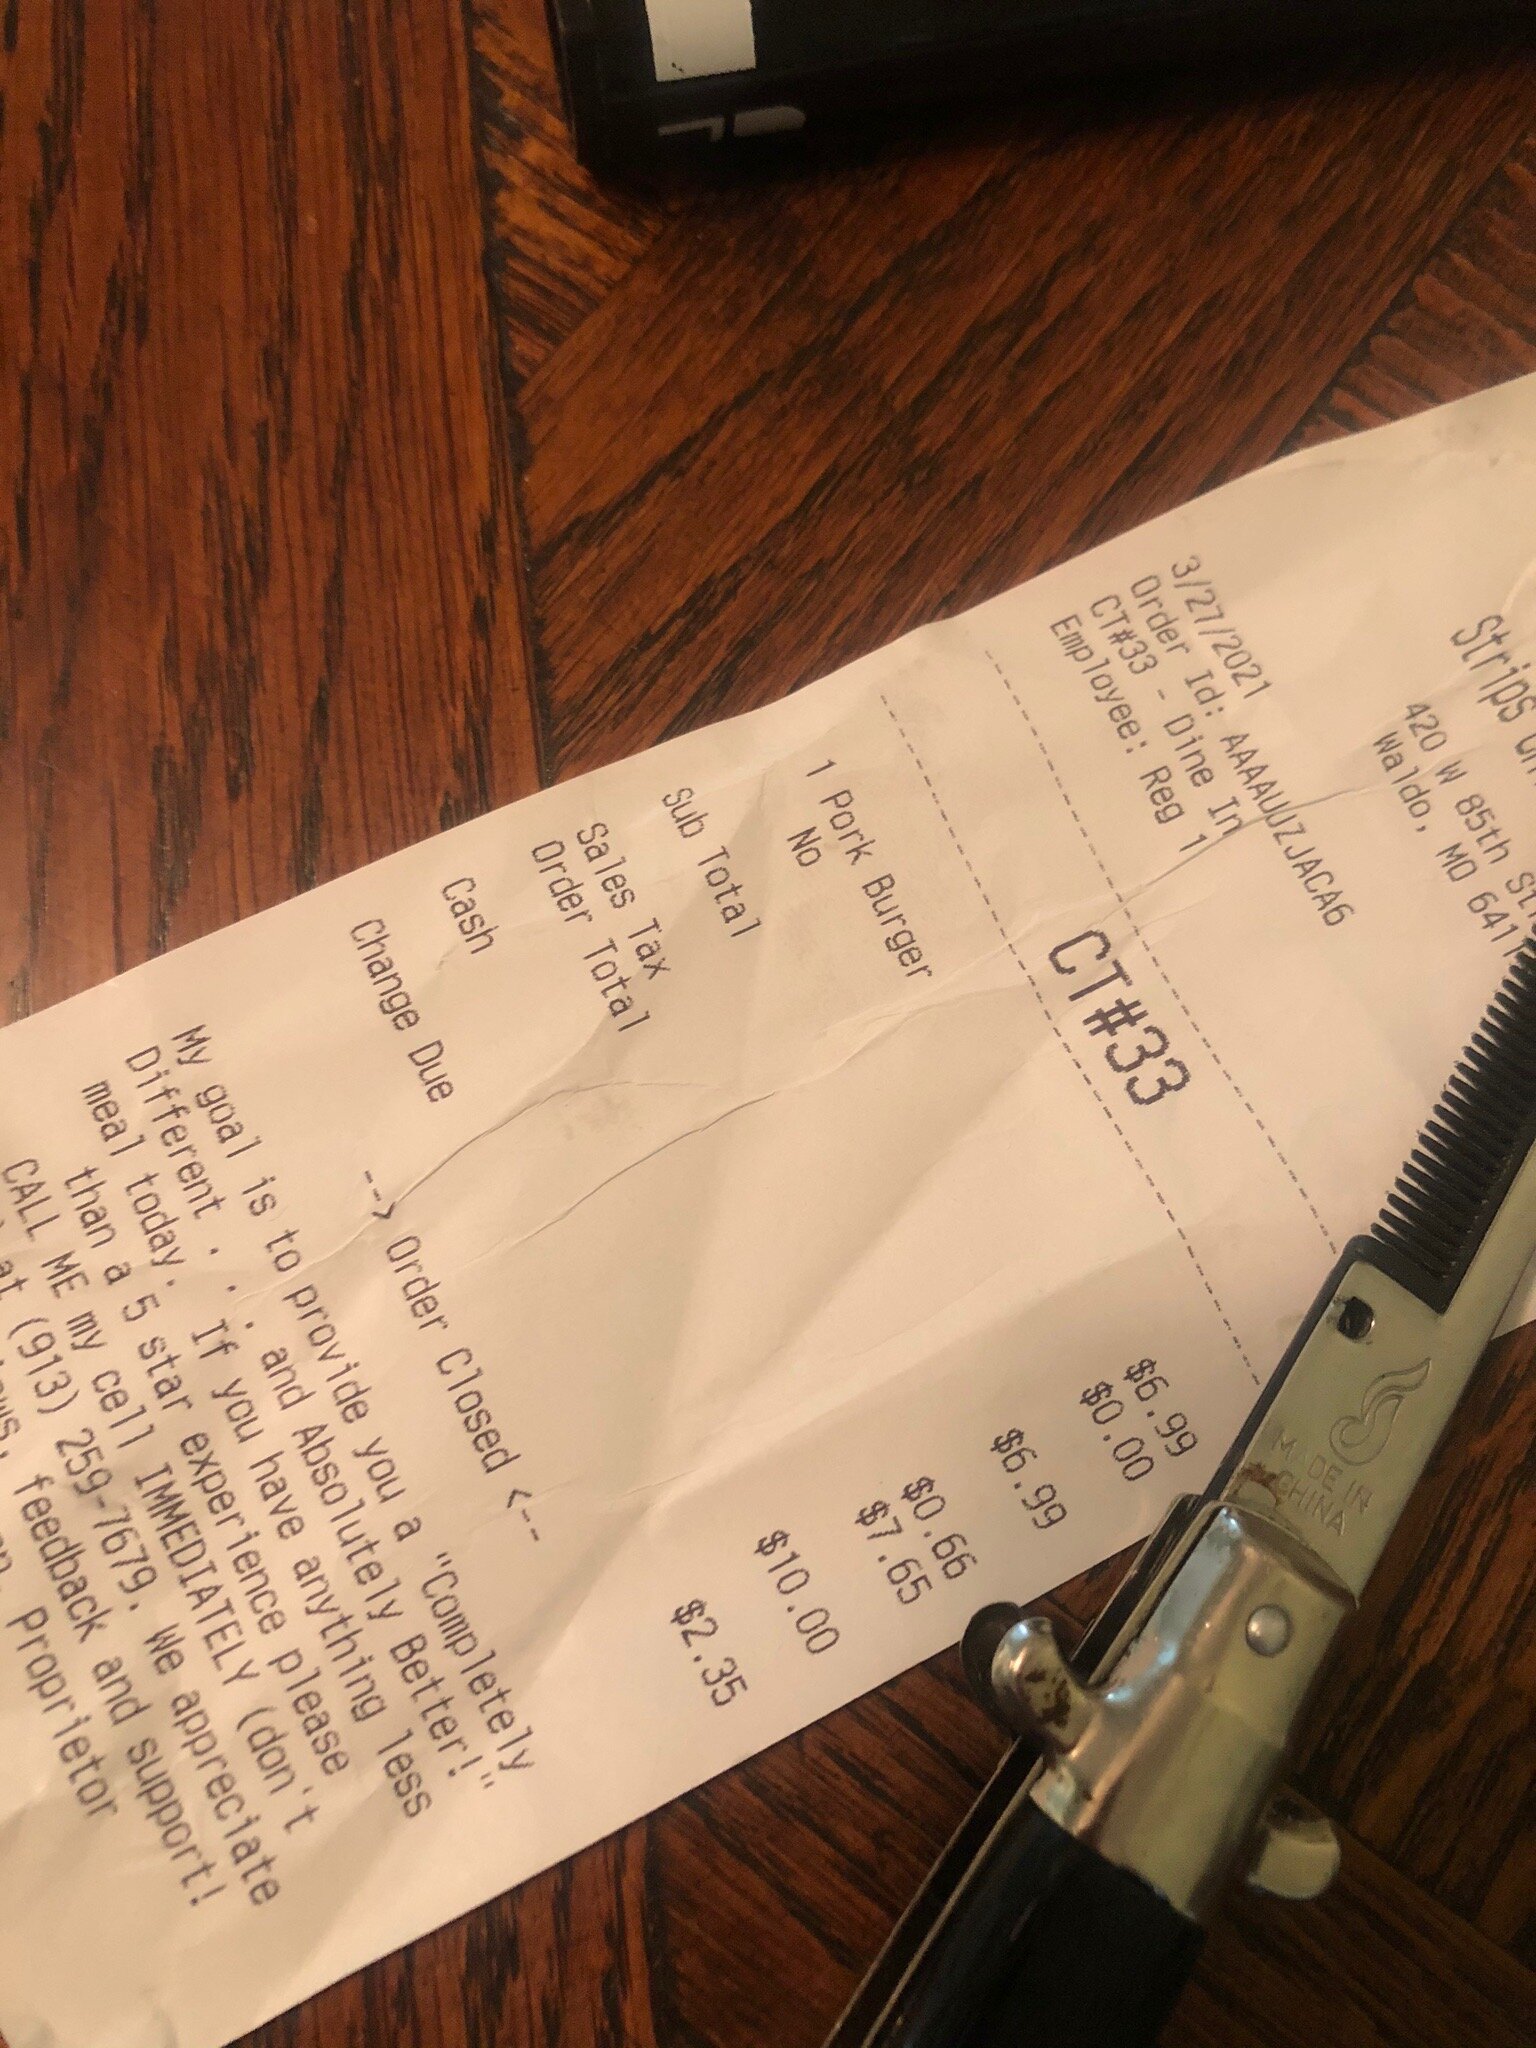 Strips
420 W 85th
Waldo, MO
3/27/2021
Order Id: AAAAUUZJACA6
CT#33 - Dine In
Employee: Reg 1
CT#33
1 Pork Burger $6.99
No $0.00
Sub Total $6.99
Sales Tax $0.66
Order Total $7.65
Cash $10.00
Change Due $2.35
--> Order Closed <--
My goal is to provide you a "Completely
Different . . . and Absolutely Better!"
meal today. If you have anything less
than a 5 star experience please
CALL ME my cell IMMEDIATELY (don't
at (913) 259-7679. We appreciate
feedback and support!
Proprietor
MADE IN
CHINA